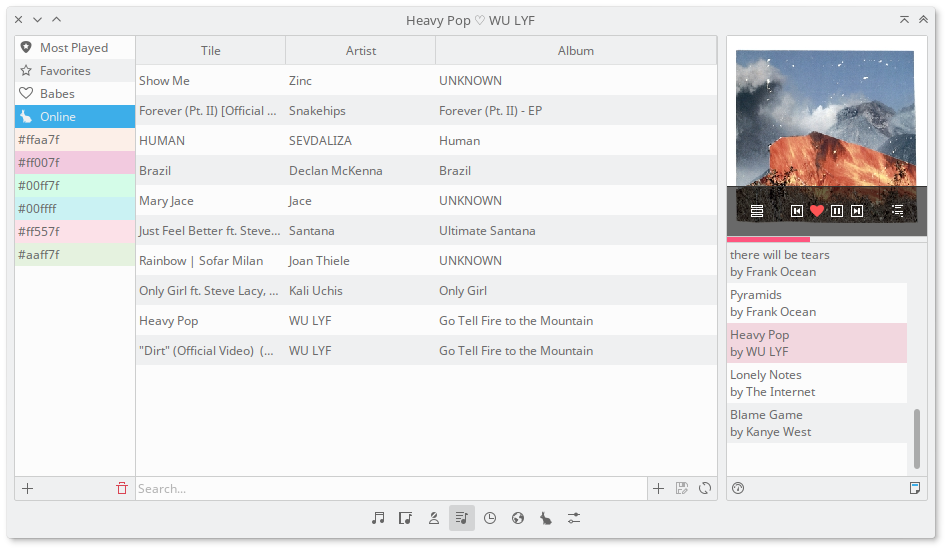 Heavy Pop ♡ WU LYF
Most Played
Favorites
Babes
Online
#ffaa7f
#ff007f
#00ff7f
#00ffff
#ff557f
#aaff7f
Tile Artist Album
Show Me Zinc UNKNOWN
Forever (Pt. II) [Official ... Snakehips Forever (Pt. II) - EP
HUMAN SEVDALIZA Human
Brazil Declan McKenna Brazil
Mary Jace Jace UNKNOWN
Just Feel Better ft. Steve... Santana Ultimate Santana
Rainbow | Sofar Milan Joan Thiele UNKNOWN
Only Girl ft. Steve Lacy, ... Kali Uchis Only Girl
Heavy Pop WU LYF Go Tell Fire to the Mountain
"Dirt" (Official Video) (... WU LYF Go Tell Fire to the Mountain
Search...
there will be tears
by Frank Ocean
Pyramids
by Frank Ocean
Heavy Pop
by WU LYF
Lonely Notes
by The Internet
Blame Game
by Kanye West